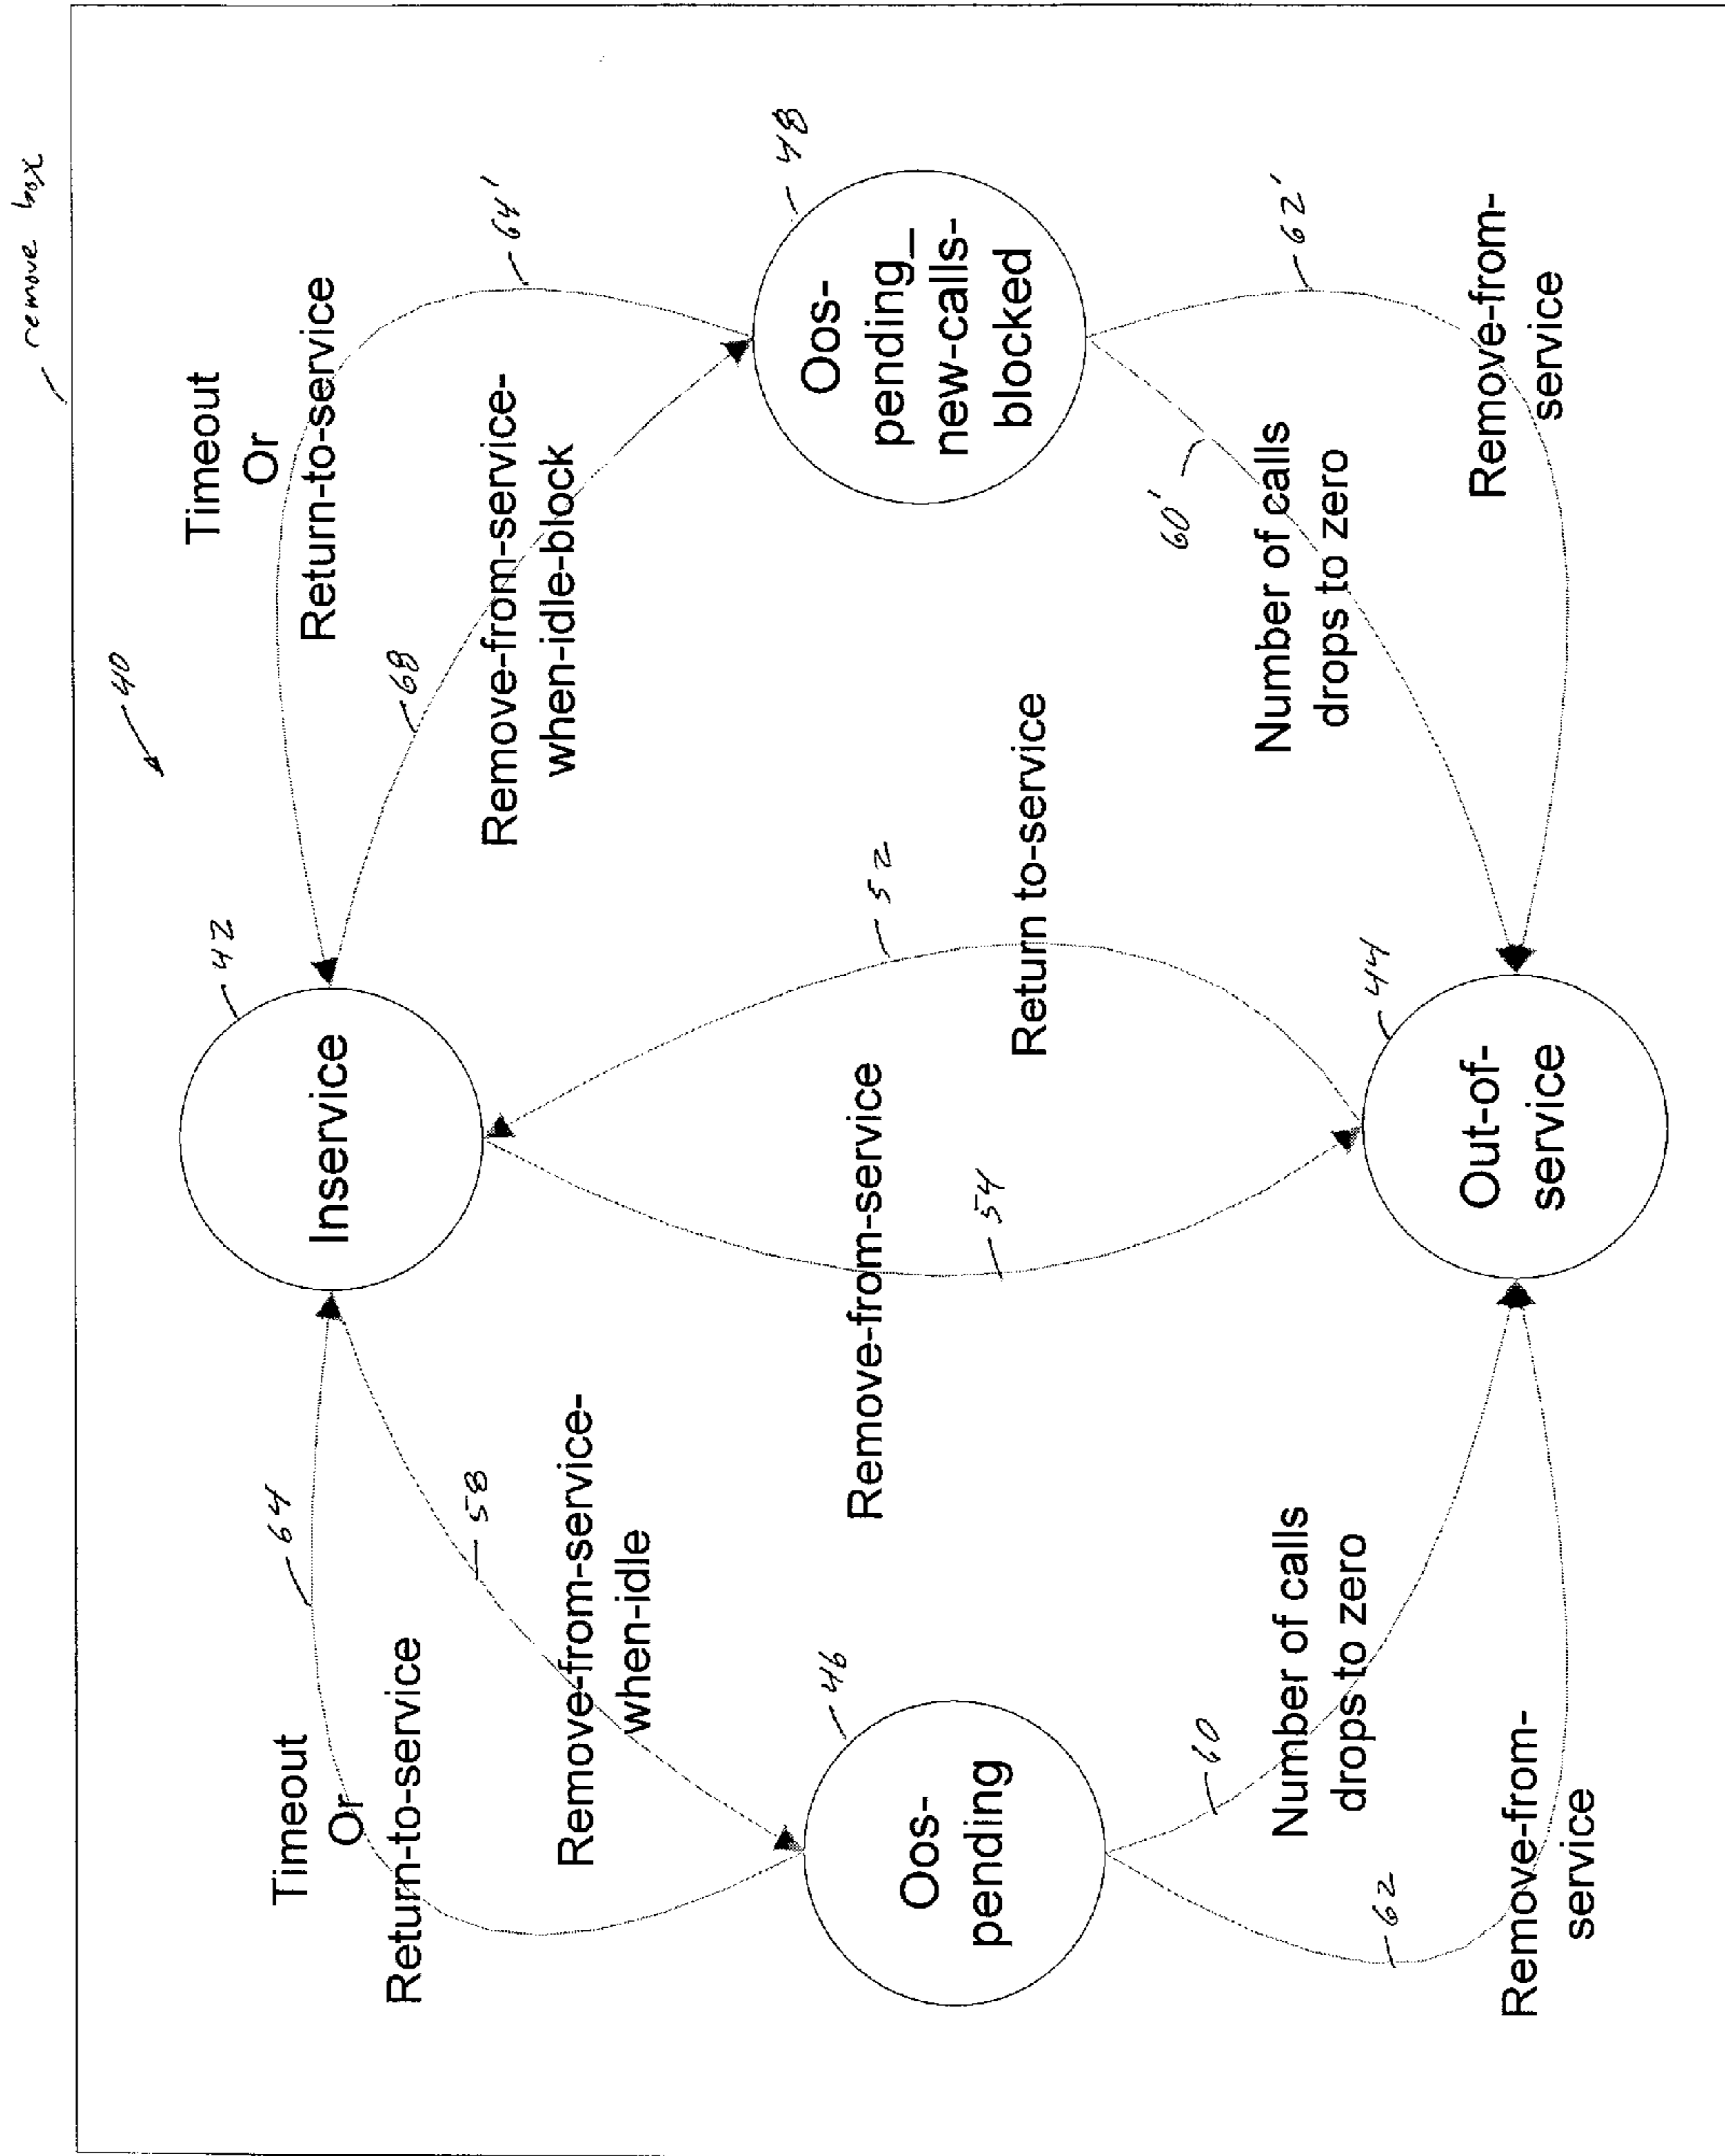 remove box
40
Timeout
Or
Return-to-service
64
42
Inservice
Timeout
Or
Return-to-service
64'
58
Remove-from-service-
when-idle
68
Remove-from-service-
when-idle-block
46
Oos-
pending
Remove-from-service
54
52
Return to-service
48
Oos-
pending_
new-calls-
blocked
60
Number of calls
drops to zero
62
Remove-from-
service
44
Out-of-
service
60'
Number of calls
drops to zero
62'
Remove-from-
service